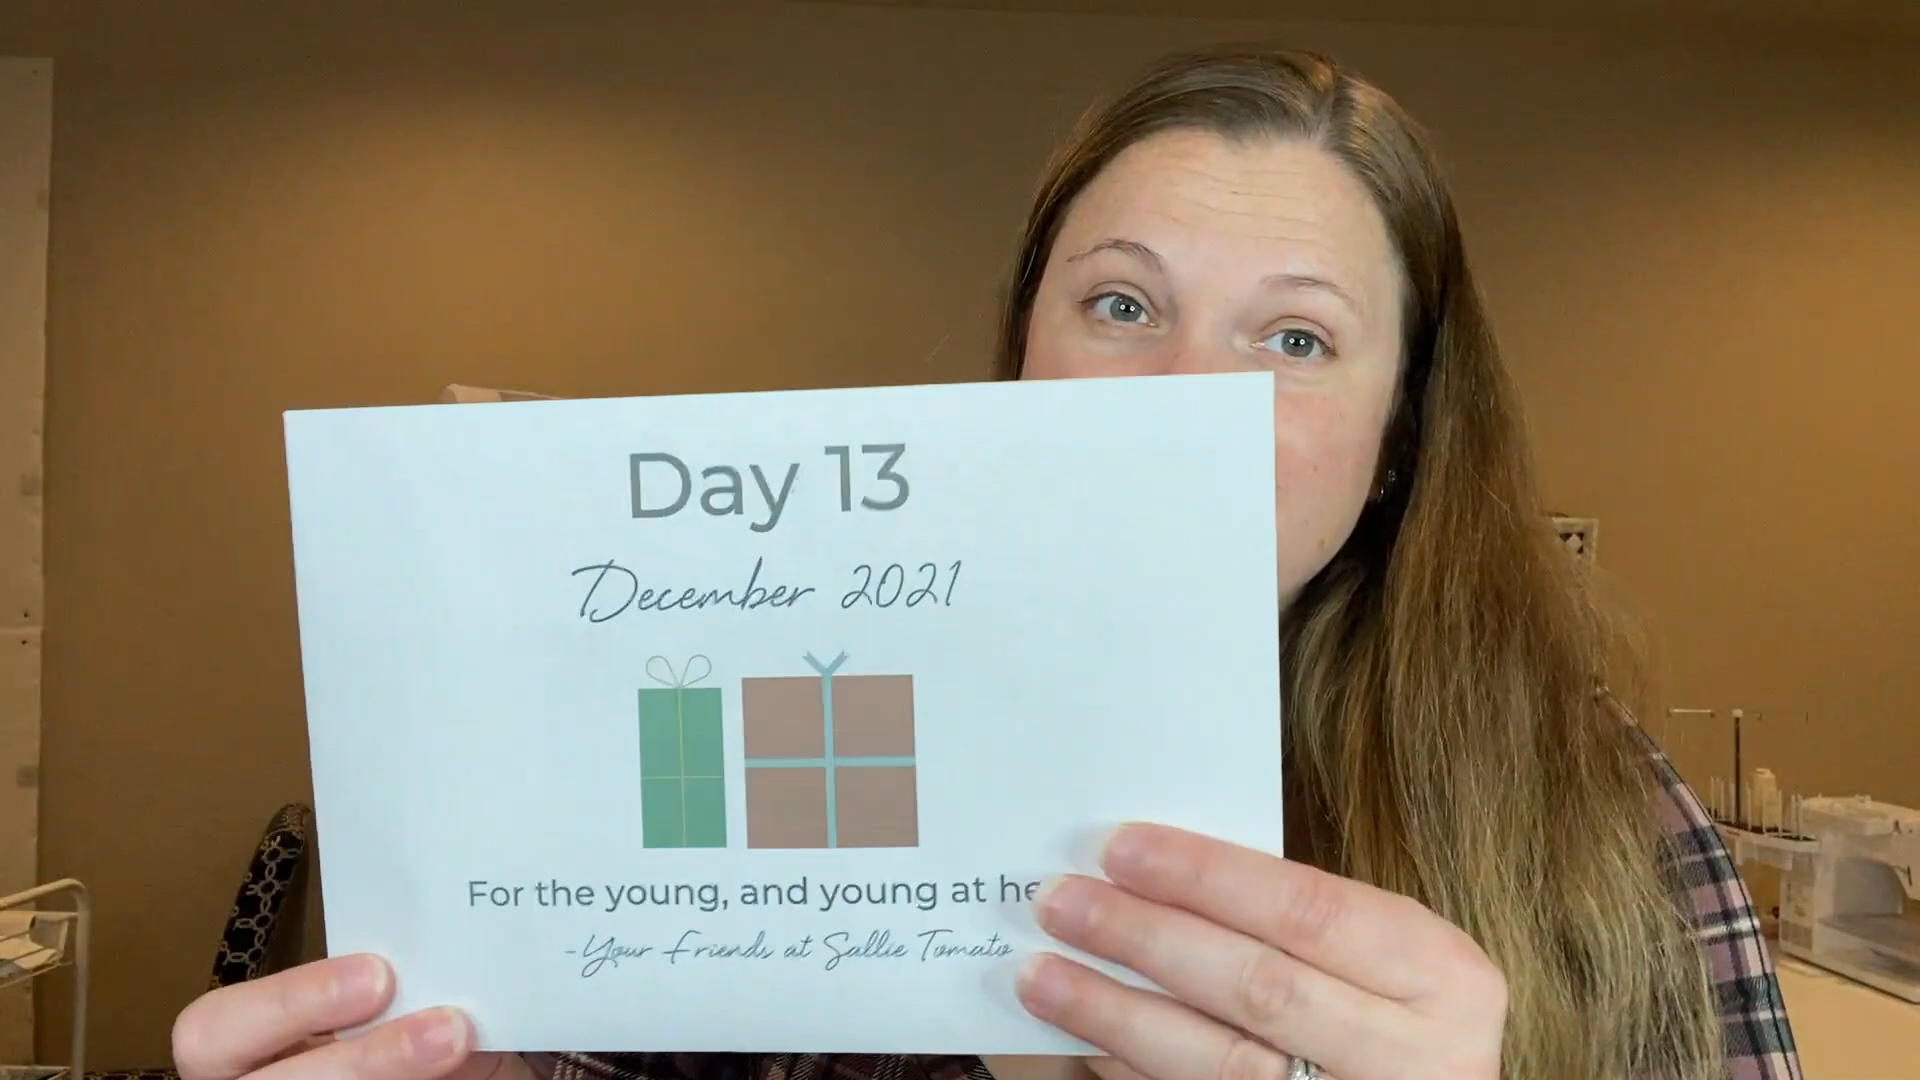 Day 13
December 2021
For the young, and young at he
-Your Friends at Sallie Tomato